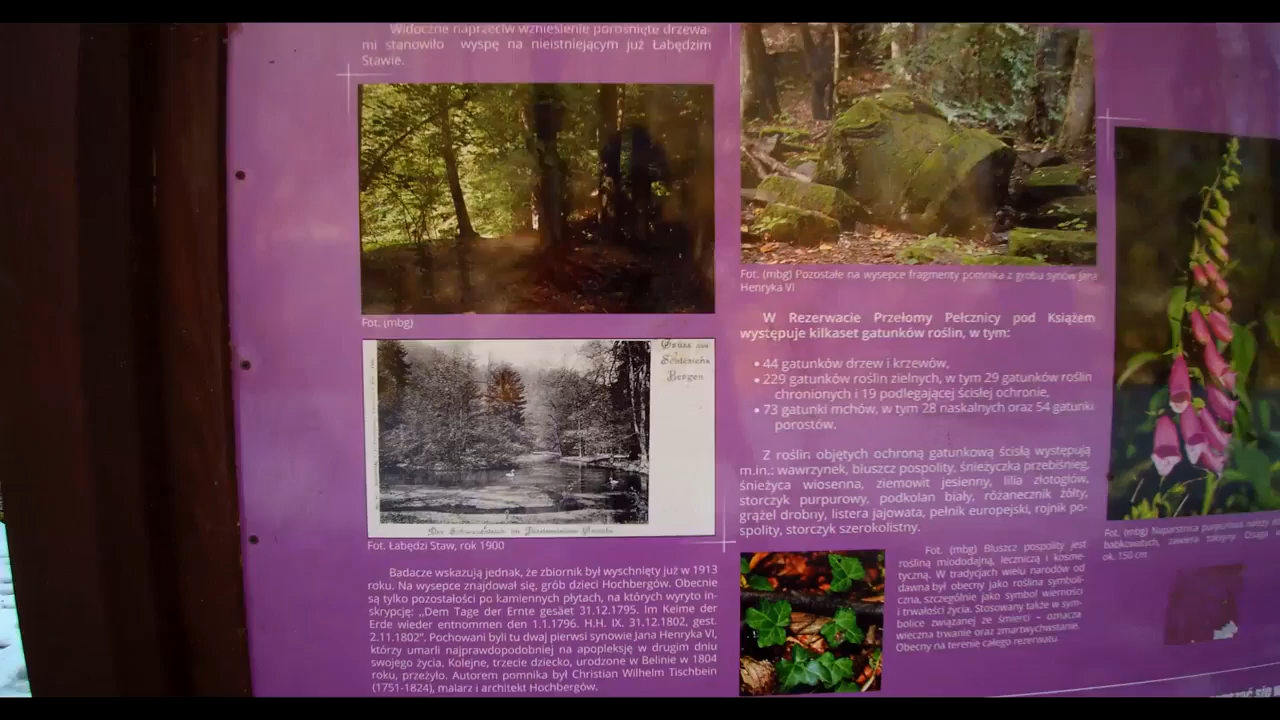 Widoczne naprzeciw wzniesienie porośnięte drzewa-
mi stanowiło wyspę na nieistniejącym już Łabędzim
Stawie.
Fot. (mbg)
Gruss aus
Schlesiens
Bergen
Fot. Łabędzi Staw, rok 1900
Badacze wskazują jednak, że zbiornik był wyschnięty już w 1913
roku. Na wysepce znajdował się, grób dzieci Hochbergów. Obecnie
są tylko pozostałości po kamiennych płytach, na których wyryto in-
skrypcję: „Dem Tage der Ernte gesäet 31.12.1795. Im Keime der
Erde wieder entnommen den 1.1.1796. H.H. IX. 31.12.1802, gest.
2.11.1802”. Pochowani byli tu dwaj pierwsi synowie Jana Henryka VI,
którzy umarli najprawdopodobniej na apopleksję w drugim dniu
swojego życia. Kolejne, trzecie dziecko, urodzone w Belinie w 1804
roku, przeżyło. Autorem pomnika był Christian Wilhelm Tischbein
(1751-1824), malarz i architekt Hochbergów.
Fot. (mbg) Pozostałe na wysepce fragmenty pomnika z grobu synów Jana
Henryka VI
W Rezerwacie Przełomy Pełcznicy pod Książem
występuje kilkaset gatunków roślin, w tym:
• 44 gatunków drzew i krzewów,
• 229 gatunków roślin zielnych, w tym 29 gatunków roślin
chronionych i 19 podlegającej ścisłej ochronie,
• 73 gatunki mchów, w tym 28 naskalnych oraz 54 gatunki
porostów.
Z roślin objętych ochroną gatunkową ścisłą występują
m.in.: wawrzynek, bluszcz pospolity, śnieżyczka przebiśnieg,
śnieżyca wiosenna, ziemowit jesienny, lilia złotogłów,
storczyk purpurowy, podkolan biały, różanecznik żółty,
grążel drobny, listera jajowata, pełnik europejski, rojnik po-
spolity, storczyk szerokolistny.
Fot. (mbg) Bluszcz pospolity jest
rośliną miododajną, leczniczą i kosme-
tyczną. W tradycjach wielu narodów od
dawna był obecny jako roślina symboli-
czna, szczególnie jako symbol wierności
i trwałości życia. Stosowany także w sym-
bolice związanej ze śmierci – oznacza
wieczna trwanie oraz zmartwychwstanie.
Obecny na terenie całego rezerwatu.
Fot. (mbg) Naparstnica purpurowa należy do
babkowatych, zawiera toksyny. Osiąga
ok. 150 cm